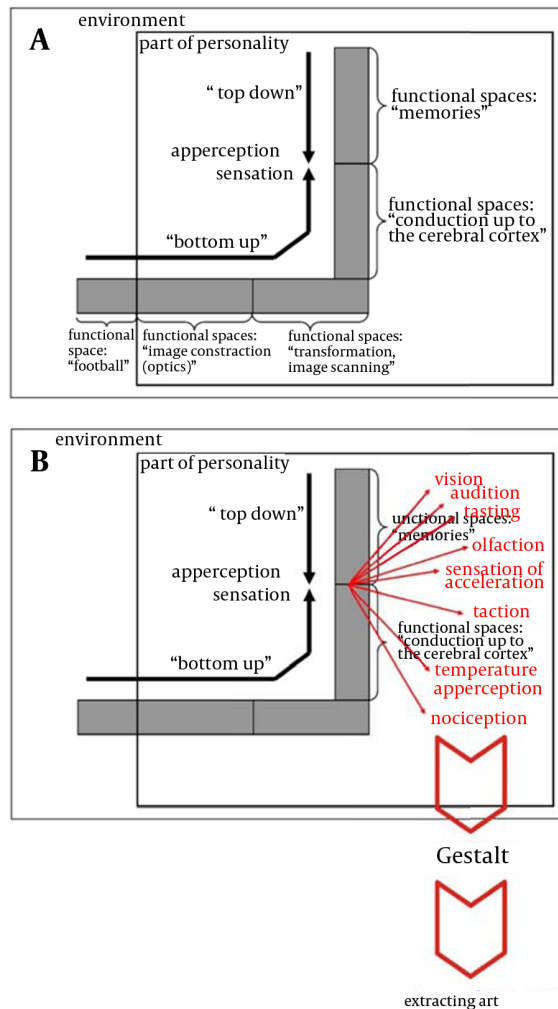 environment
A
part of personality
“ top down”
functional spaces:
“memories”
apperception
sensation
functional spaces:
“conduction up to
the cerebral cortex”
“bottom up”
functional
space:
“football”
functional spaces:
“image constraction
(optics)”
functional spaces:
“transformation,
image scanning”
environment
B
part of personality
“ top down”
vision
audition
tasting
unctional spaces:
“memories”
olfaction
apperception
sensation
sensation of
acceleration
taction
functional spaces:
“conduction up to
the cerebral cortex”
“bottom up”
temperature
apperception
nociception
Gestalt
extracting art